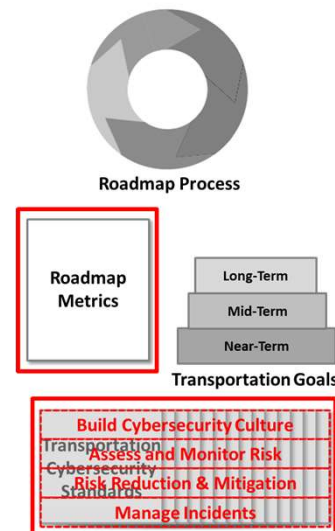 Roadmap Process
Roadmap
Metrics
Long-Term
Mid-Term
Near-Term
Transportation Goals
Build Cybersecurity Culture
Transportation
Assess and Monitor Risk
Cybersecurity
Risk Reduction & Mitigation
Standards
Manage Incidents